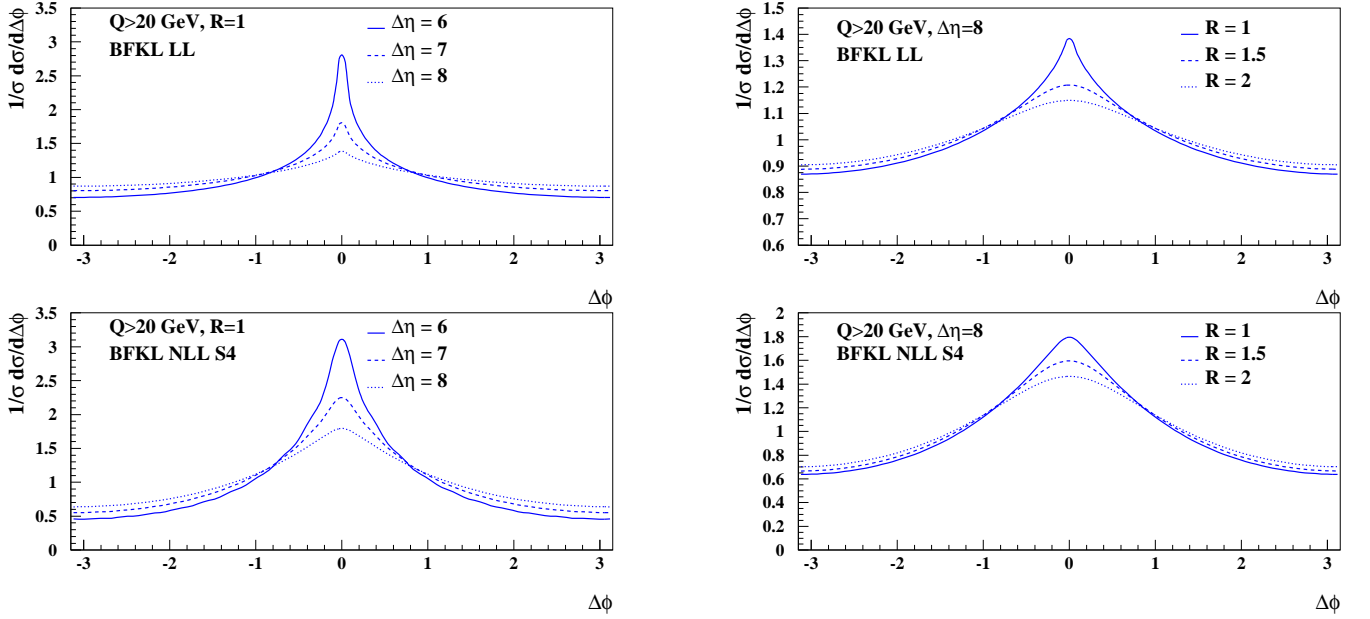 Q>20 GeV, R=1
BFKL LL
Δη = 6
Δη = 7
Δη = 8
1/σ dσ/dΔϕ
3.5
3
2.5
2
1.5
1
0.5
0
-3 -2 -1 0 1 2 3
Δϕ
Q>20 GeV, Δη=8
BFKL LL
R = 1
R = 1.5
R = 2
1/σ dσ/dΔϕ
1.5
1.4
1.3
1.2
1.1
1
0.9
0.8
0.7
0.6
-3 -2 -1 0 1 2 3
Δϕ
Q>20 GeV, R=1
BFKL NLL S4
Δη = 6
Δη = 7
Δη = 8
1/σ dσ/dΔϕ
3.5
3
2.5
2
1.5
1
0.5
0
-3 -2 -1 0 1 2 3
Δϕ
Q>20 GeV, Δη=8
BFKL NLL S4
R = 1
R = 1.5
R = 2
1/σ dσ/dΔϕ
2
1.8
1.6
1.4
1.2
1
0.8
0.6
0.4
0.2
0
-3 -2 -1 0 1 2 3
Δϕ